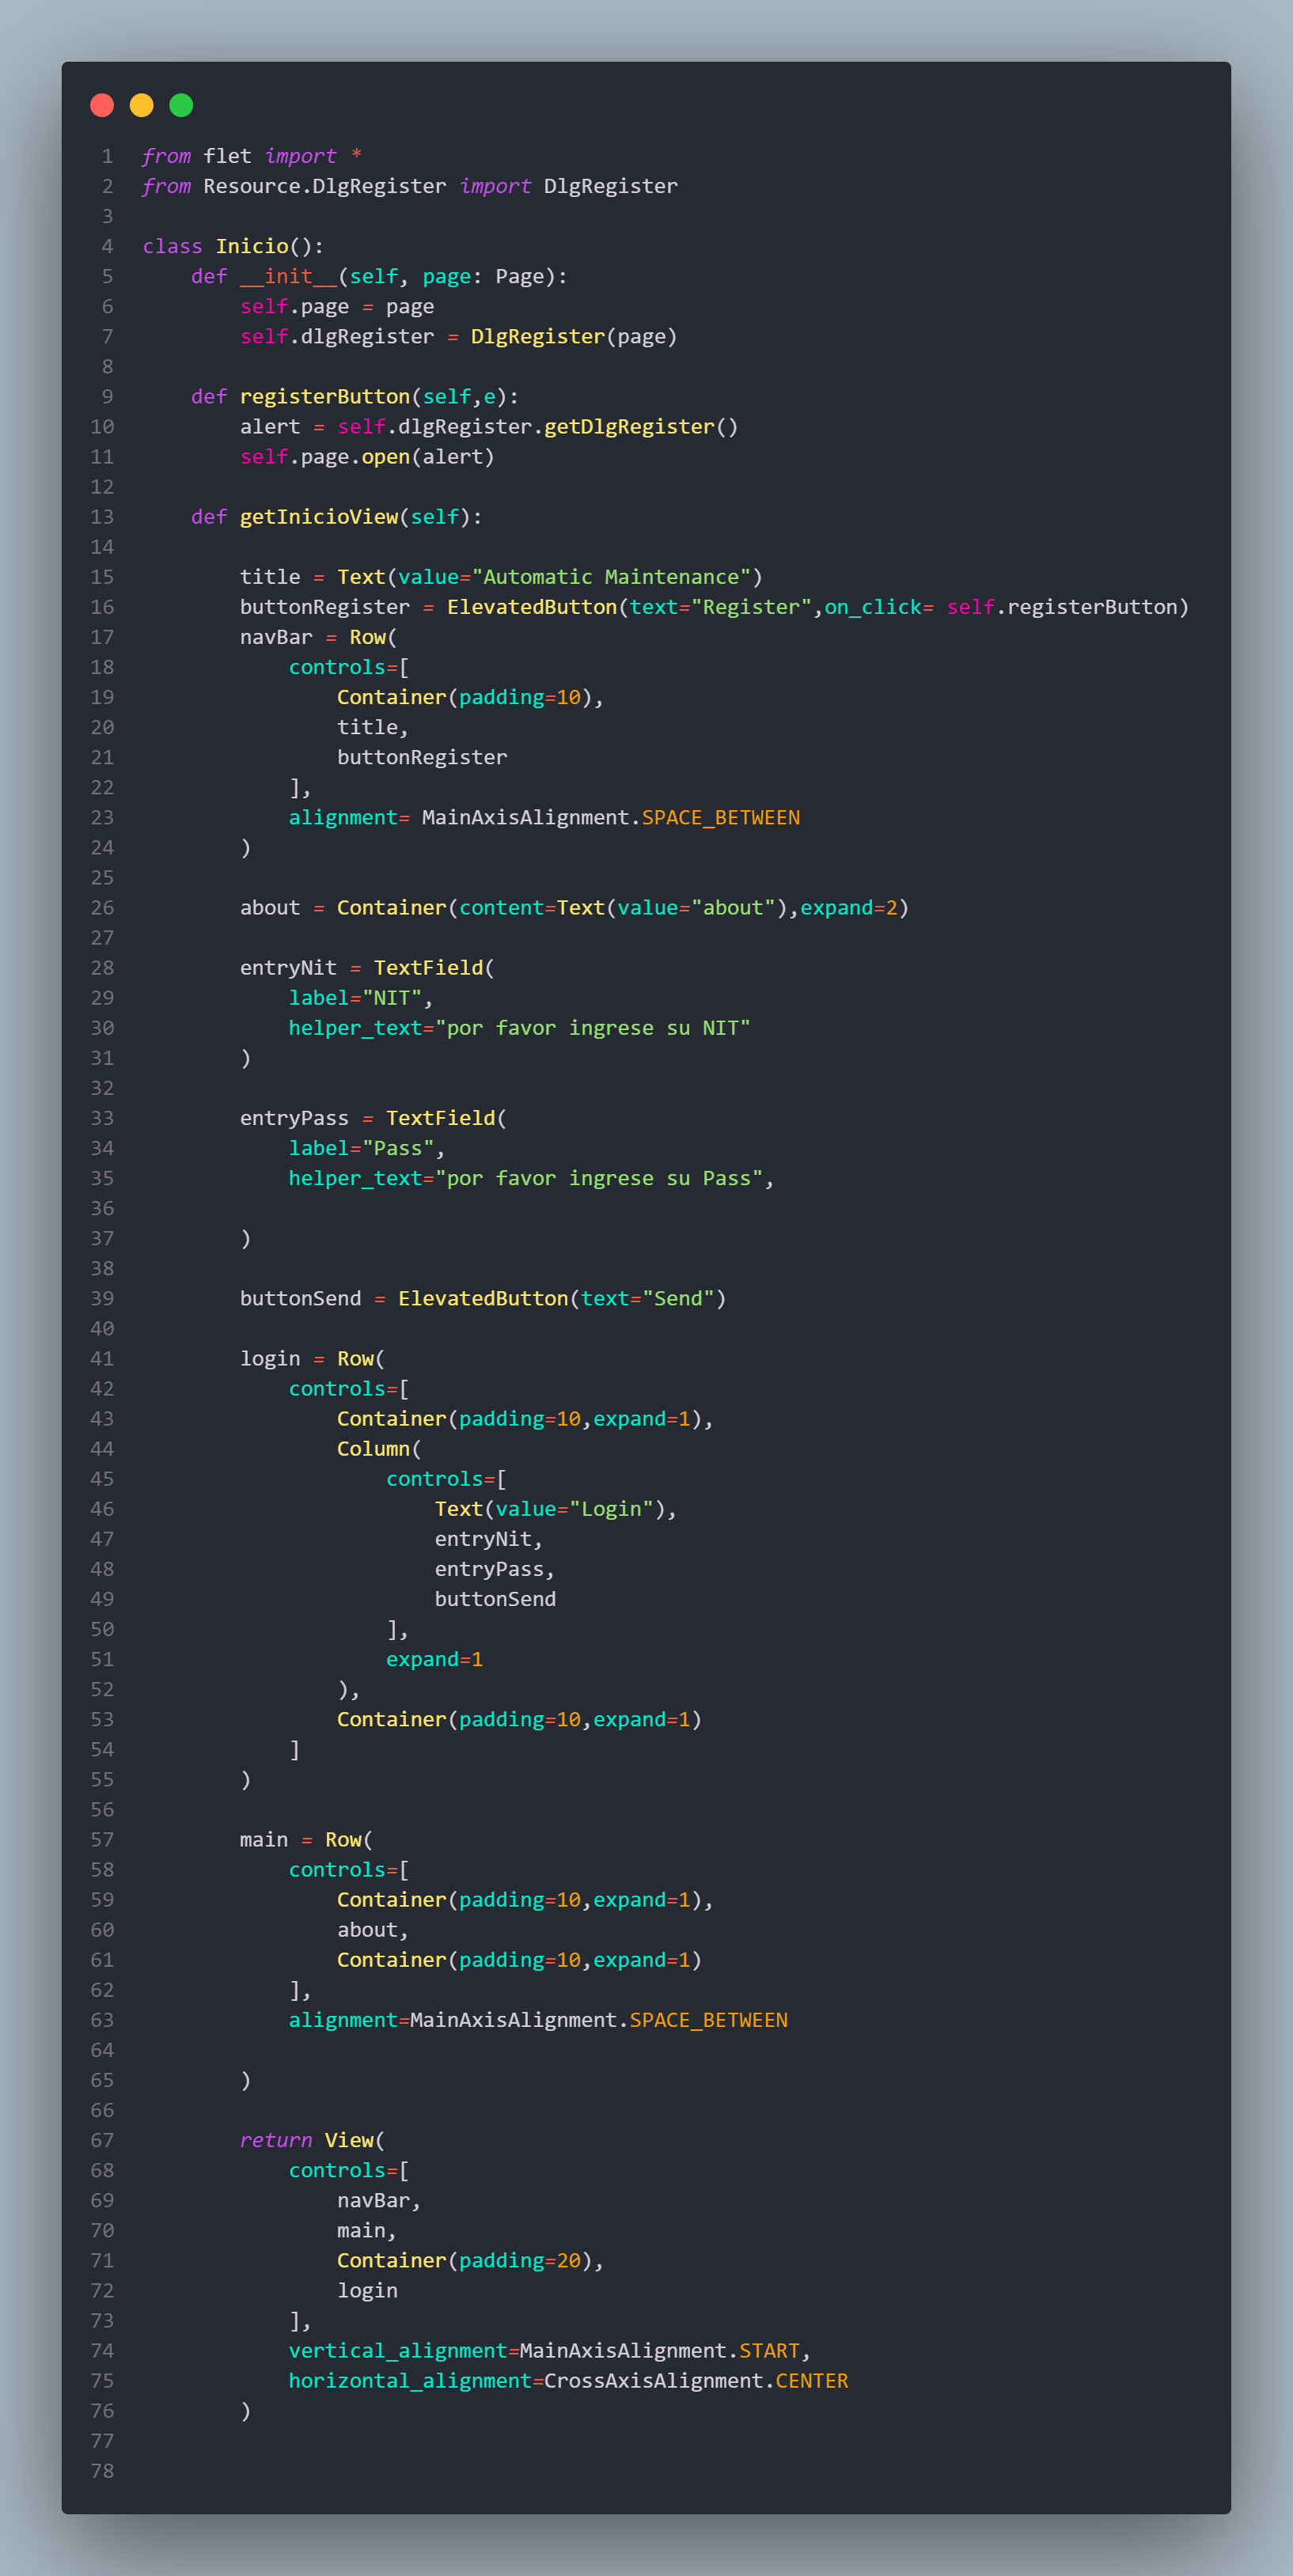 1 from flet import *
2 from Resource.DlgRegister import DlgRegister
3
4 class Inicio():
5     def __init__(self, page: Page):
6         self.page = page
7         self.dlgRegister = DlgRegister(page)
8
9     def registerButton(self,e):
10         alert = self.dlgRegister.getDlgRegister()
11         self.page.open(alert)
12
13     def getInicioView(self):
14
15         title = Text(value="Automatic Maintenance")
16         buttonRegister = ElevatedButton(text="Register",on_click= self.registerButton)
17         navBar = Row(
18             controls=[
19                 Container(padding=10),
20                 title,
21                 buttonRegister
22             ],
23             alignment= MainAxisAlignment.SPACE_BETWEEN
24         )
25
26         about = Container(content=Text(value="about"),expand=2)
27
28         entryNit = TextField(
29             label="NIT",
30             helper_text="por favor ingrese su NIT"
31         )
32
33         entryPass = TextField(
34             label="Pass",
35             helper_text="por favor ingrese su Pass",
36
37         )
38
39         buttonSend = ElevatedButton(text="Send")
40
41         login = Row(
42             controls=[
43                 Container(padding=10,expand=1),
44                 Column(
45                     controls=[
46                         Text(value="Login"),
47                         entryNit,
48                         entryPass,
49                         buttonSend
50                     ],
51                     expand=1
52                 ),
53                 Container(padding=10,expand=1)
54             ]
55         )
56
57         main = Row(
58             controls=[
59                 Container(padding=10,expand=1),
60                 about,
61                 Container(padding=10,expand=1)
62             ],
63             alignment=MainAxisAlignment.SPACE_BETWEEN
64
65         )
66
67         return View(
68             controls=[
69                 navBar,
70                 main,
71                 Container(padding=20),
72                 login
73             ],
74             vertical_alignment=MainAxisAlignment.START,
75             horizontal_alignment=CrossAxisAlignment.CENTER
76         )
77
78